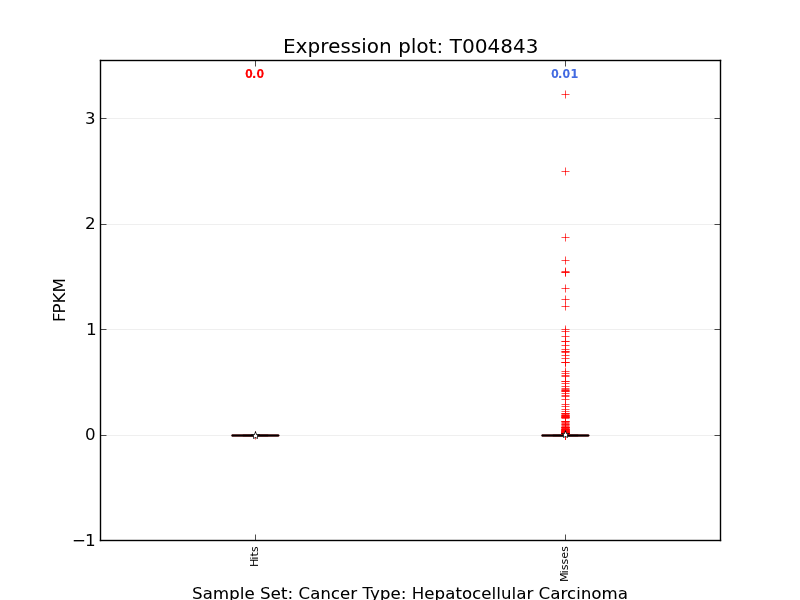 Expression plot: T004843
0.0
0.01
3
2
1
0
−1
FPKM
Hits
Misses
Sample Set: Cancer Type: Hepatocellular Carcinoma